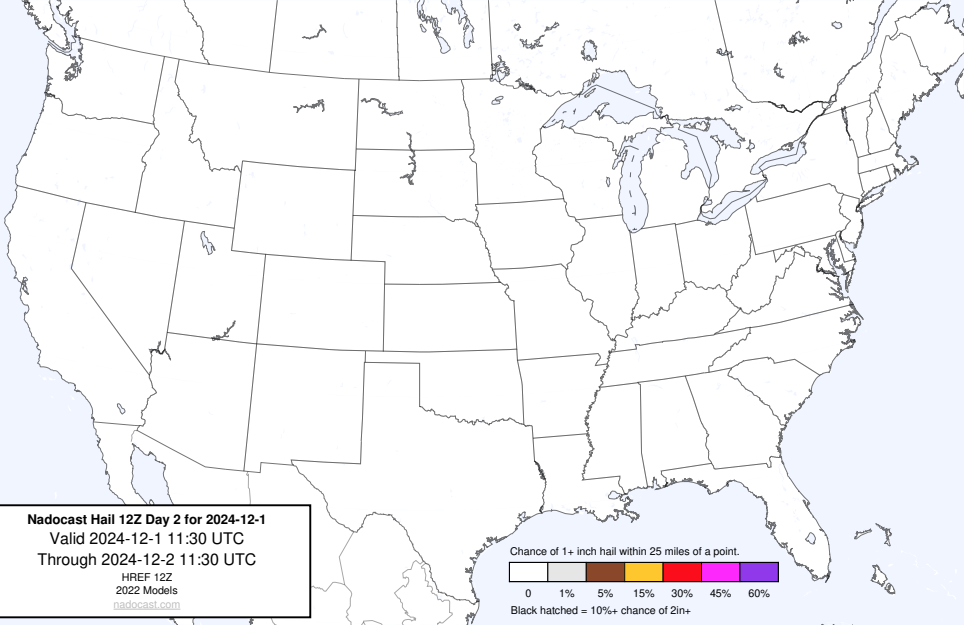 Nadocast Hail 12Z Day 2 for 2024-12-1
Valid 2024-12-1 11:30 UTC
Through 2024-12-2 11:30 UTC
HREF 12Z
2022 Models
nadocast.com
Chance of 1+ inch hail within 25 miles of a point.
0 1% 5% 15% 30% 45% 60%
Black hatched = 10%+ chance of 2in+